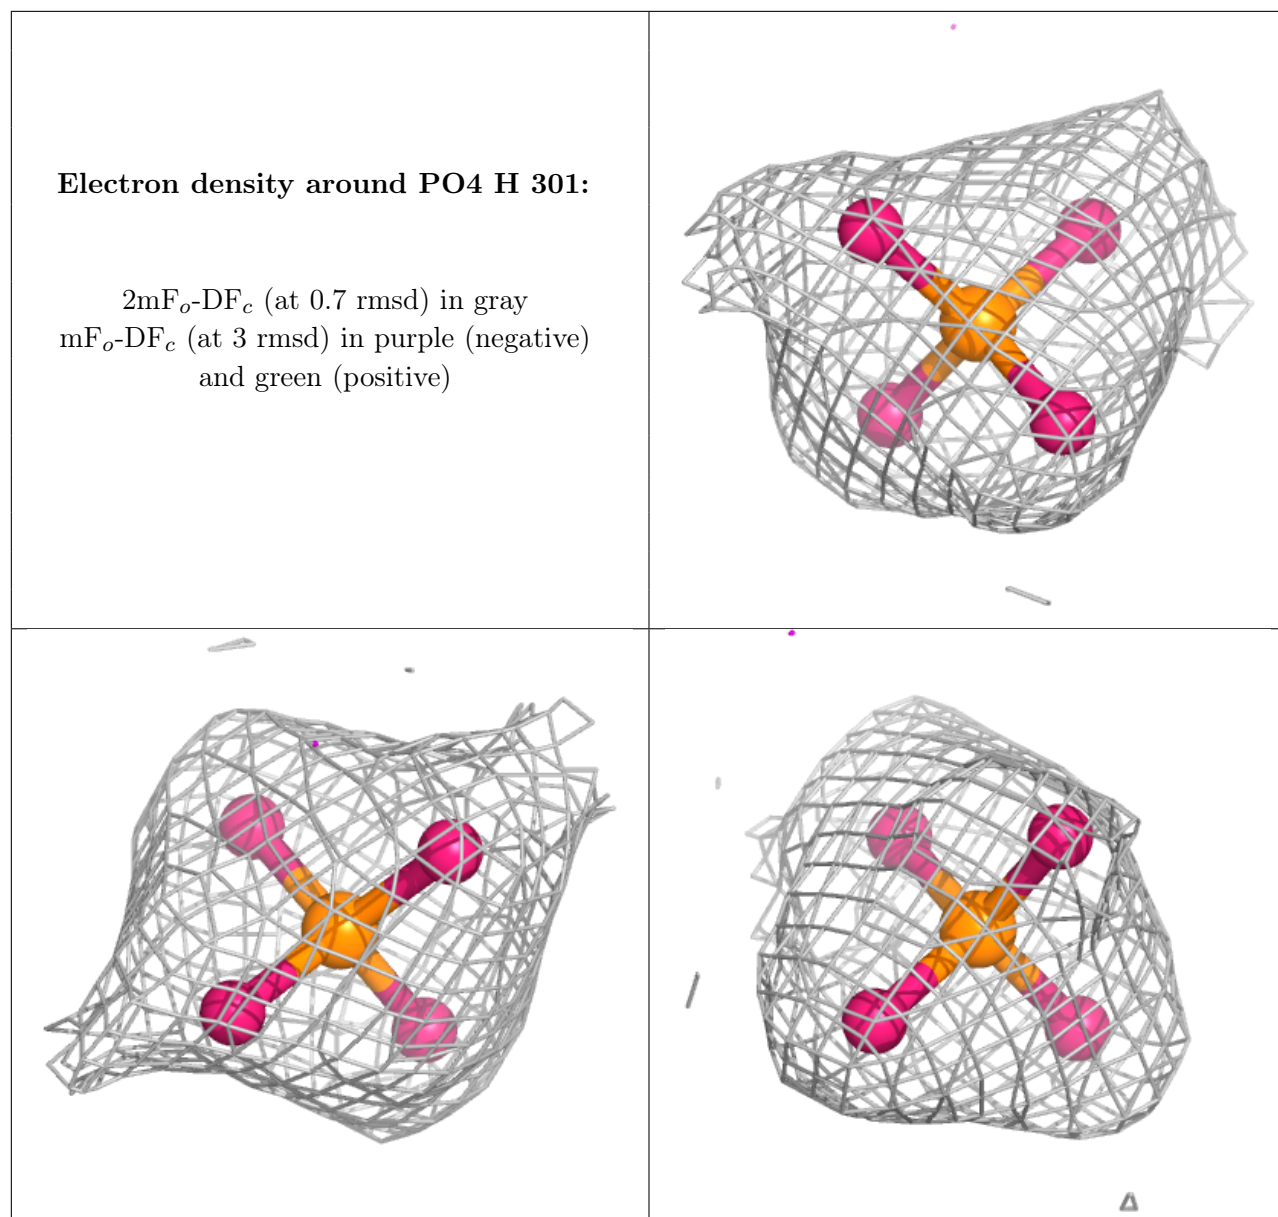 Electron density around PO4 H 301:
2mFo-DFc (at 0.7 rmsd) in gray
mFo-DFc (at 3 rmsd) in purple (negative)
and green (positive)